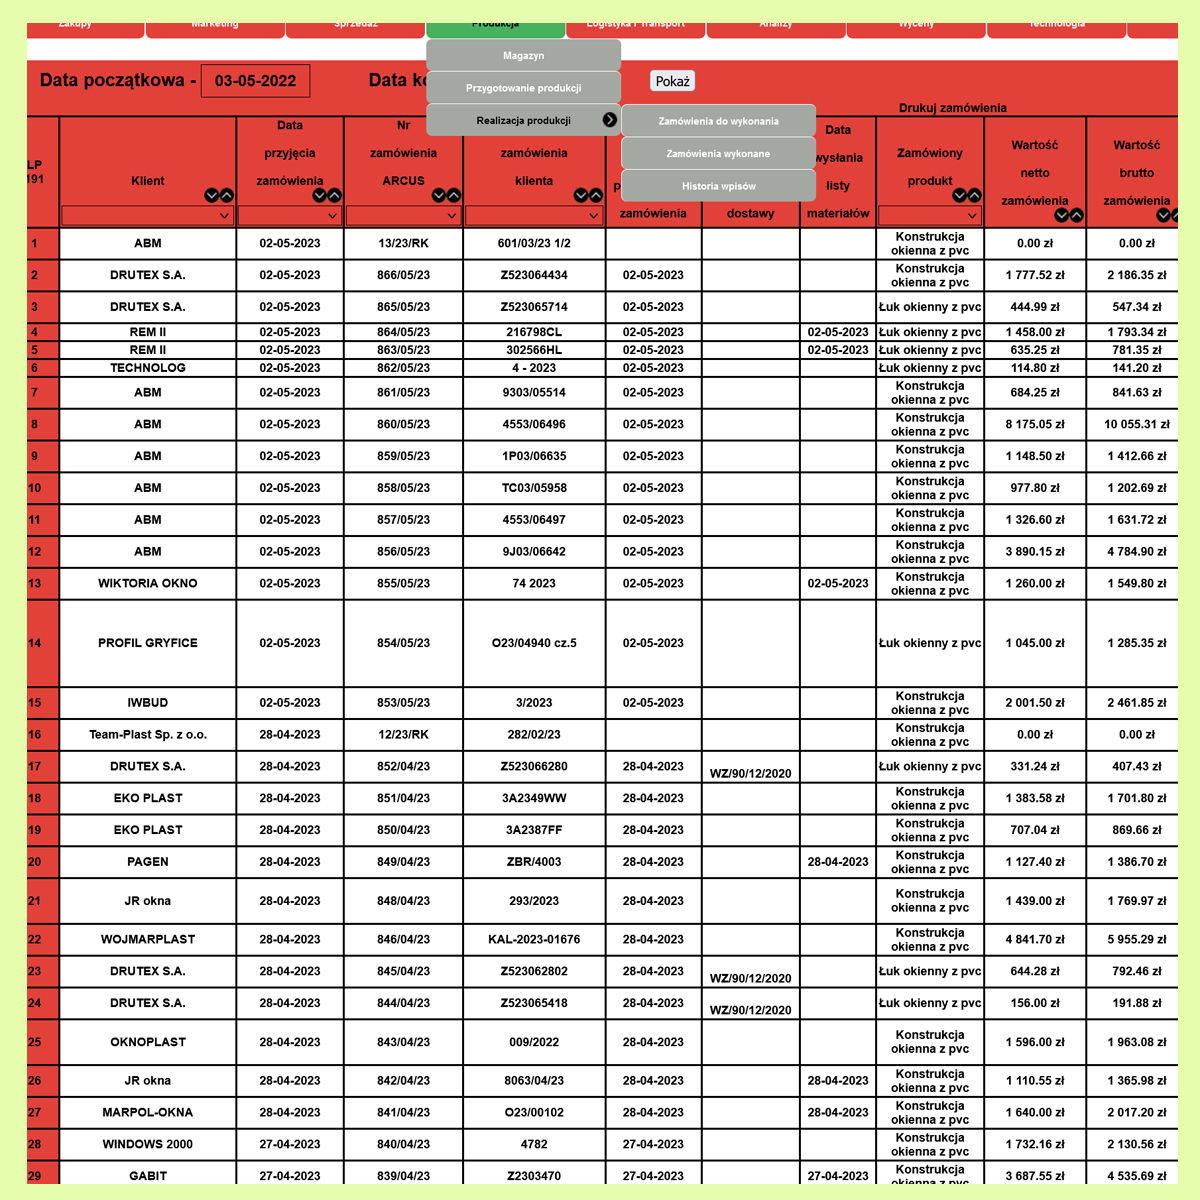 Zakupy Marketing Sprzedaż Produkcja Logistyka i Transport Analizy Wyceny Technologia
Magazyn
Data początkowa - 03-05-2022 Data ko Pokaż
Przygotowanie produkcji
Drukuj zamówienia
Realizacja produkcji Zamówienia do wykonania
Zamówienia wykonane
Historia wpisów
LP
191
Klient
Data
przyjęcia
zamówienia
Nr
zamówienia
ARCUS
zamówienia
klienta
p
zamówienia
dostawy
Data
wysłania
listy
materiałów
Zamówiony
produkt
Wartość
netto
zamówienia
Wartość
brutto
zamówienia
1 ABM 02-05-2023 13/23/RK 601/03/23 1/2 Konstrukcja okienna z pvc 0.00 zł 0.00 zł
2 DRUTEX S.A. 02-05-2023 866/05/23 Z523064434 02-05-2023 Konstrukcja okienna z pvc 1 777.52 zł 2 186.35 zł
3 DRUTEX S.A. 02-05-2023 865/05/23 Z523065714 02-05-2023 Łuk okienny z pvc 444.99 zł 547.34 zł
4 REM II 02-05-2023 864/05/23 216798CL 02-05-2023 02-05-2023 Łuk okienny z pvc 1 458.00 zł 1 793.34 zł
5 REM II 02-05-2023 863/05/23 302566HL 02-05-2023 02-05-2023 Łuk okienny z pvc 635.25 zł 781.35 zł
6 TECHNOLOG 02-05-2023 862/05/23 4 - 2023 02-05-2023 Łuk okienny z pvc 114.80 zł 141.20 zł
7 ABM 02-05-2023 861/05/23 9303/05514 02-05-2023 Konstrukcja okienna z pvc 684.25 zł 841.63 zł
8 ABM 02-05-2023 860/05/23 4553/06496 02-05-2023 Konstrukcja okienna z pvc 8 175.05 zł 10 055.31 zł
9 ABM 02-05-2023 859/05/23 1P03/06635 02-05-2023 Konstrukcja okienna z pvc 1 148.50 zł 1 412.66 zł
10 ABM 02-05-2023 858/05/23 TC03/05958 02-05-2023 Konstrukcja okienna z pvc 977.80 zł 1 202.69 zł
11 ABM 02-05-2023 857/05/23 4553/06497 02-05-2023 Konstrukcja okienna z pvc 1 326.60 zł 1 631.72 zł
12 ABM 02-05-2023 856/05/23 9J03/06642 02-05-2023 Konstrukcja okienna z pvc 3 890.15 zł 4 784.90 zł
13 WIKTORIA OKNO 02-05-2023 855/05/23 74 2023 02-05-2023 02-05-2023 Konstrukcja okienna z pvc 1 260.00 zł 1 549.80 zł
14 PROFIL GRYFICE 02-05-2023 854/05/23 O23/04940 cz.5 02-05-2023 Łuk okienny z pvc 1 045.00 zł 1 285.35 zł
15 IWBUD 02-05-2023 853/05/23 3/2023 02-05-2023 Konstrukcja okienna z pvc 2 001.50 zł 2 461.85 zł
16 Team-Plast Sp. z o.o. 28-04-2023 12/23/RK 282/02/23 Konstrukcja okienna z pvc 0.00 zł 0.00 zł
17 DRUTEX S.A. 28-04-2023 852/04/23 Z523066280 28-04-2023 WZ/90/12/2020 Łuk okienny z pvc 331.24 zł 407.43 zł
18 EKO PLAST 28-04-2023 851/04/23 3A2349WW 28-04-2023 Konstrukcja okienna z pvc 1 383.58 zł 1 701.80 zł
19 EKO PLAST 28-04-2023 850/04/23 3A2387FF 28-04-2023 Konstrukcja okienna z pvc 707.04 zł 869.66 zł
20 PAGEN 28-04-2023 849/04/23 ZBR/4003 28-04-2023 28-04-2023 Konstrukcja okienna z pvc 1 127.40 zł 1 386.70 zł
21 JR okna 28-04-2023 848/04/23 293/2023 28-04-2023 Konstrukcja okienna z pvc 1 439.00 zł 1 769.97 zł
22 WOJMARPLAST 28-04-2023 846/04/23 KAL-2023-01676 28-04-2023 Konstrukcja okienna z pvc 4 841.70 zł 5 955.29 zł
23 DRUTEX S.A. 28-04-2023 845/04/23 Z523062802 28-04-2023 WZ/90/12/2020 Łuk okienny z pvc 644.28 zł 792.46 zł
24 DRUTEX S.A. 28-04-2023 844/04/23 Z523065418 28-04-2023 WZ/90/12/2020 Łuk okienny z pvc 156.00 zł 191.88 zł
25 OKNOPLAST 28-04-2023 843/04/23 009/2022 28-04-2023 Konstrukcja okienna z pvc 1 596.00 zł 1 963.08 zł
26 JR okna 28-04-2023 842/04/23 8063/04/23 28-04-2023 28-04-2023 Konstrukcja okienna z pvc 1 110.55 zł 1 365.98 zł
27 MARPOL-OKNA 28-04-2023 841/04/23 O23/00102 28-04-2023 28-04-2023 Konstrukcja okienna z pvc 1 640.00 zł 2 017.20 zł
28 WINDOWS 2000 27-04-2023 840/04/23 4782 27-04-2023 Konstrukcja okienna z pvc 1 732.16 zł 2 130.56 zł
29 GABIT 27-04-2023 839/04/23 Z2303470 27-04-2023 27-04-2023 Konstrukcja okienna z pvc 3 687.55 zł 4 535.69 zł